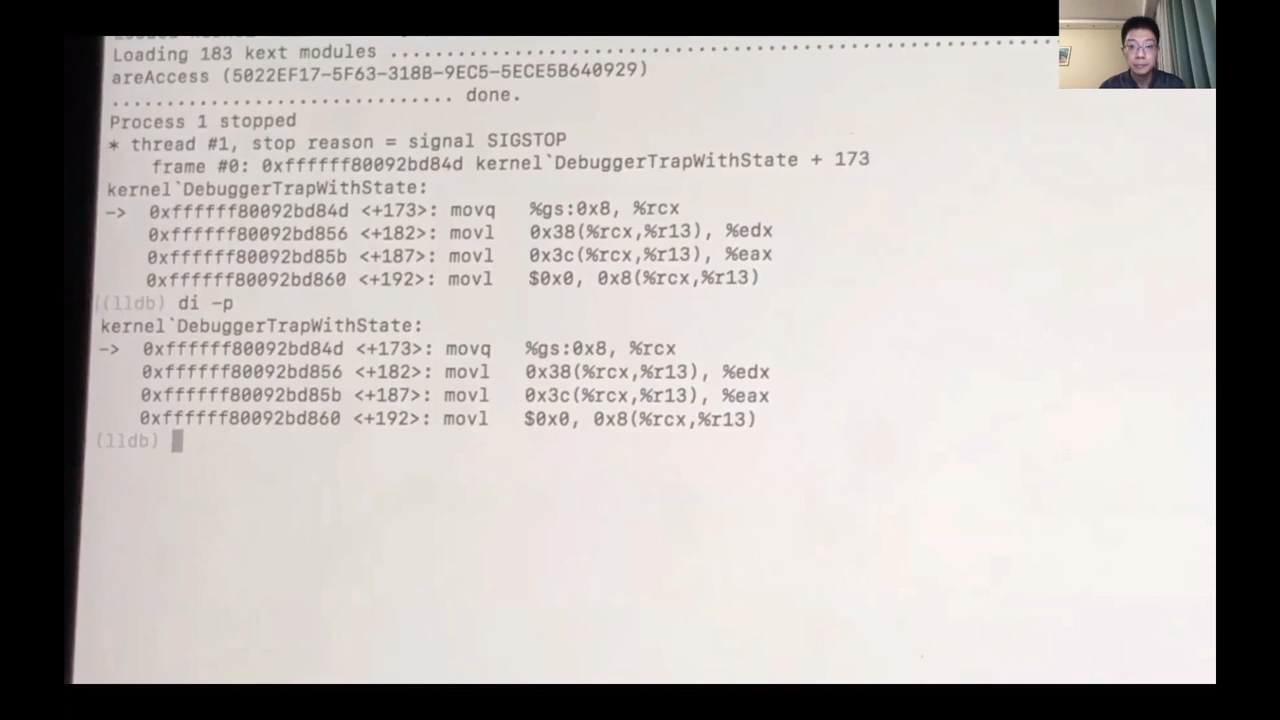 Loading 183 kext modules ..............................................................
areAccess (5022EF17-5F63-318B-9EC5-5ECE5B640929)
............................... done.
Process 1 stopped
* thread #1, stop reason = signal SIGSTOP
frame #0: 0xffffff80092bd84d kernel`DebuggerTrapWithState + 173
kernel`DebuggerTrapWithState:
-> 0xffffff80092bd84d <+173>: movq %gs:0x8, %rcx
0xffffff80092bd856 <+182>: movl 0x38(%rcx,%r13), %edx
0xffffff80092bd85b <+187>: movl 0x3c(%rcx,%r13), %eax
0xffffff80092bd860 <+192>: movl $0x0, 0x8(%rcx,%r13)
(lldb) di -p
kernel`DebuggerTrapWithState:
-> 0xffffff80092bd84d <+173>: movq %gs:0x8, %rcx
0xffffff80092bd856 <+182>: movl 0x38(%rcx,%r13), %edx
0xffffff80092bd85b <+187>: movl 0x3c(%rcx,%r13), %eax
0xffffff80092bd860 <+192>: movl $0x0, 0x8(%rcx,%r13)
(lldb)